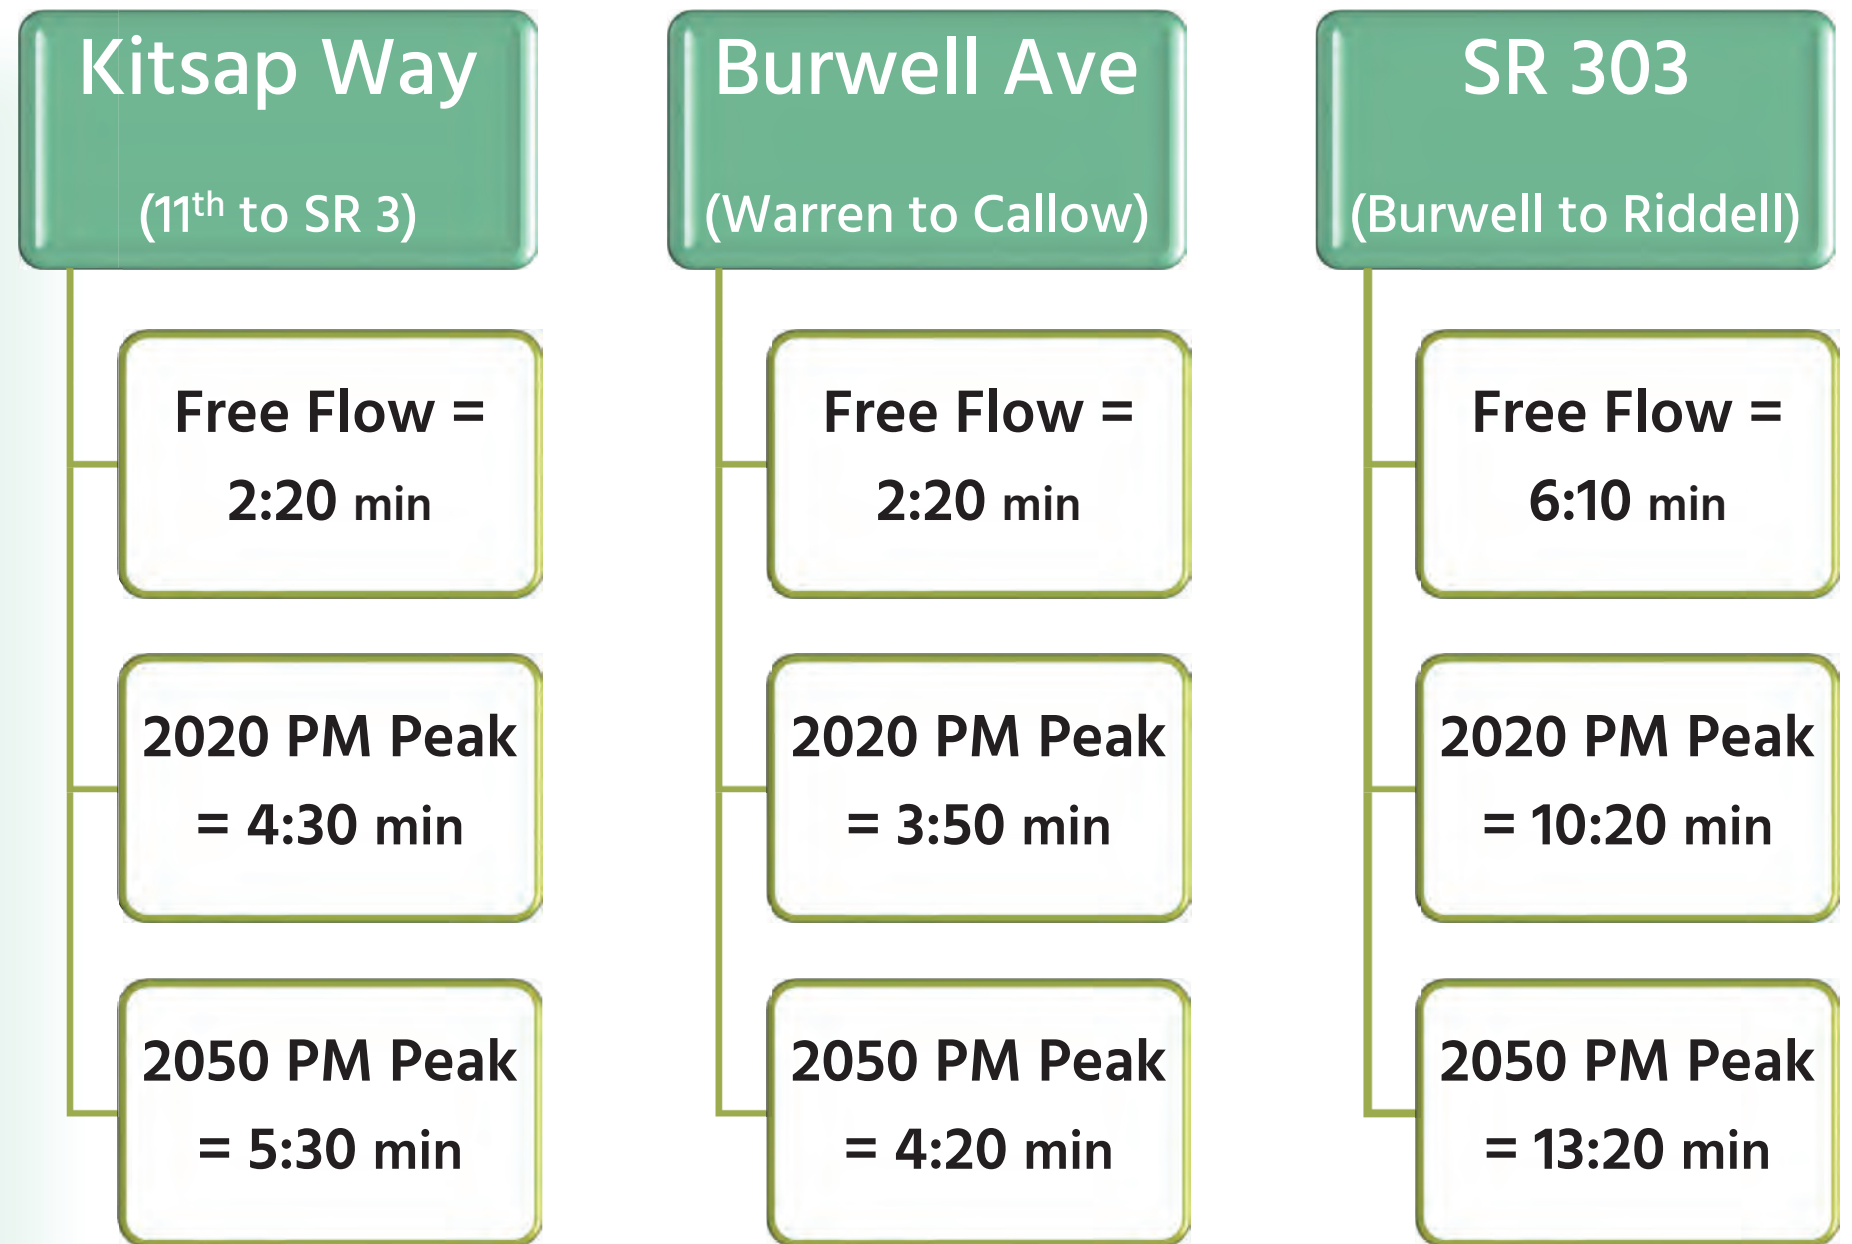 Kitsap Way
(11th to SR 3)
Free Flow =
2:20 min
2020 PM Peak
= 4:30 min
2050 PM Peak
= 5:30 min
Burwell Ave
(Warren to Callow)
Free Flow =
2:20 min
2020 PM Peak
= 3:50 min
2050 PM Peak
= 4:20 min
SR 303
(Burwell to Riddell)
Free Flow =
6:10 min
2020 PM Peak
= 10:20 min
2050 PM Peak
= 13:20 min